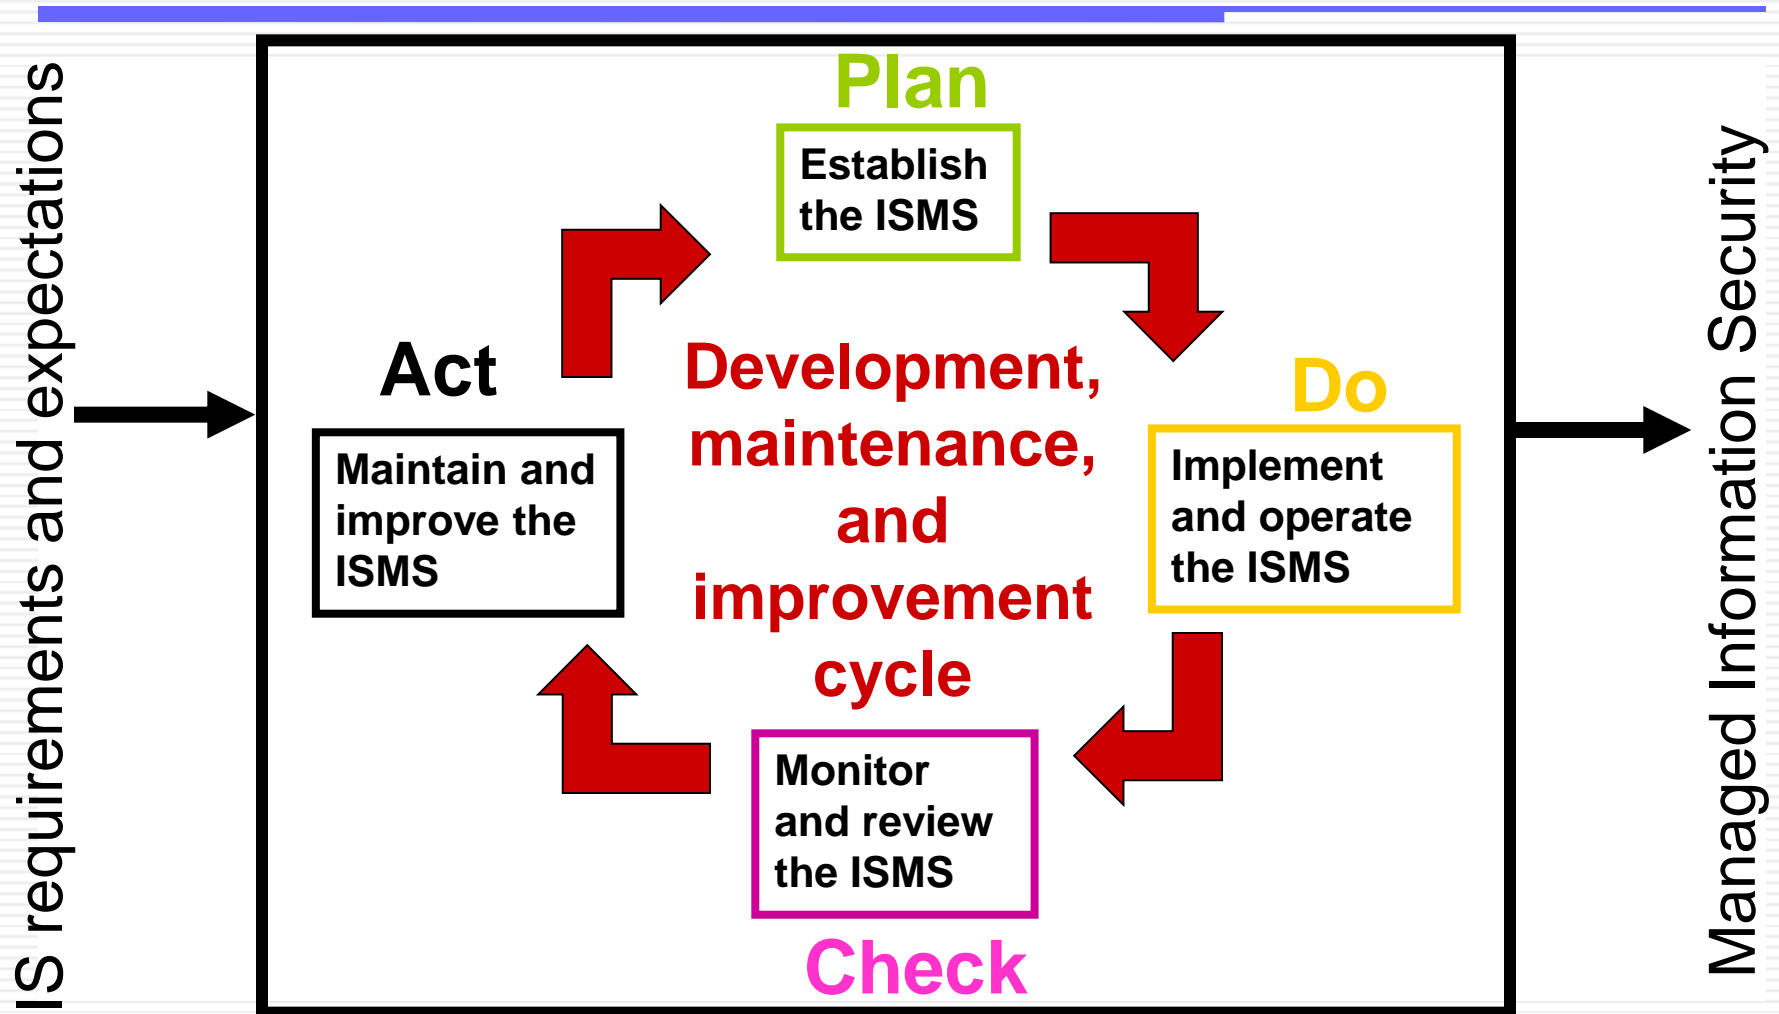 IS requirements and expectations
Plan
Establish
the ISMS
Act
Maintain and
improve the
ISMS
Development,
maintenance,
and
improvement
cycle
Do
Implement
and operate
the ISMS
Monitor
and review
the ISMS
Check
Managed Information Security